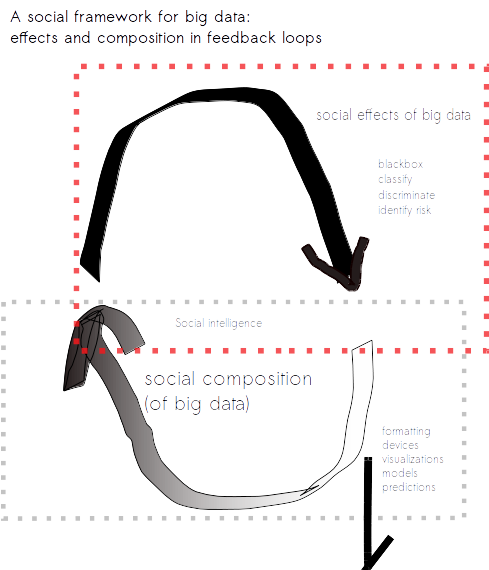 A social framework for big data:
effects and composition in feedback loops
social effects of big data
blackbox
classify
discriminate
identify risk
Social intelligence
social composition
(of big data)
formatting
devices
visualizations
models
predictions